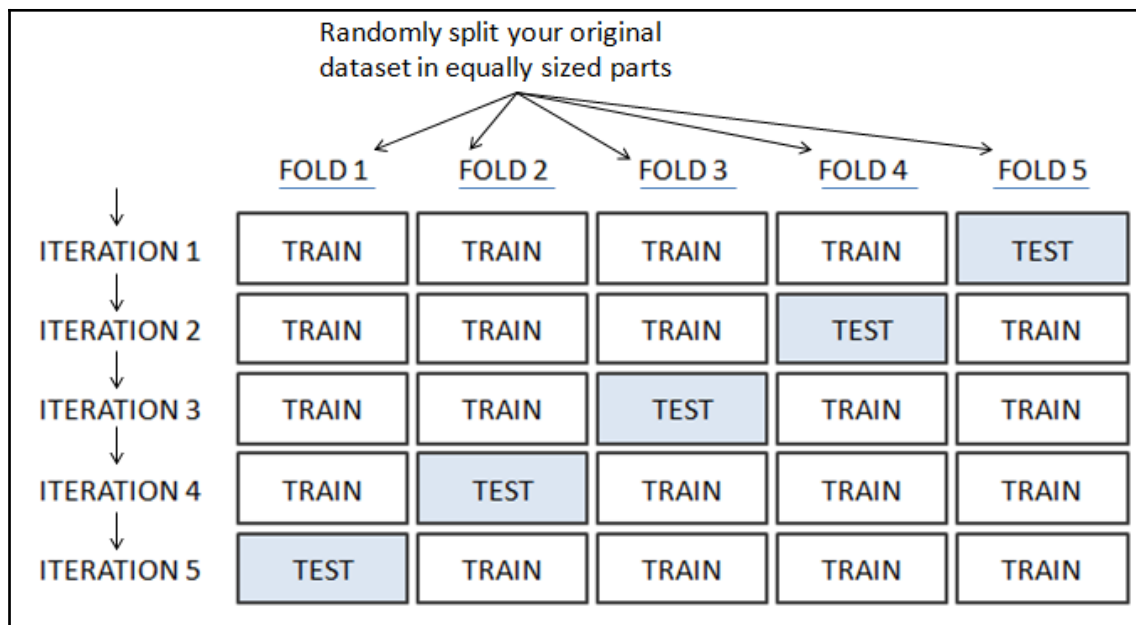 Randomly split your original
dataset in equally sized parts
FOLD 1 FOLD 2 FOLD 3 FOLD 4 FOLD 5
ITERATION 1 TRAIN TRAIN TRAIN TRAIN TEST
ITERATION 2 TRAIN TRAIN TRAIN TEST TRAIN
ITERATION 3 TRAIN TRAIN TEST TRAIN TRAIN
ITERATION 4 TRAIN TEST TRAIN TRAIN TRAIN
ITERATION 5 TEST TRAIN TRAIN TRAIN TRAIN